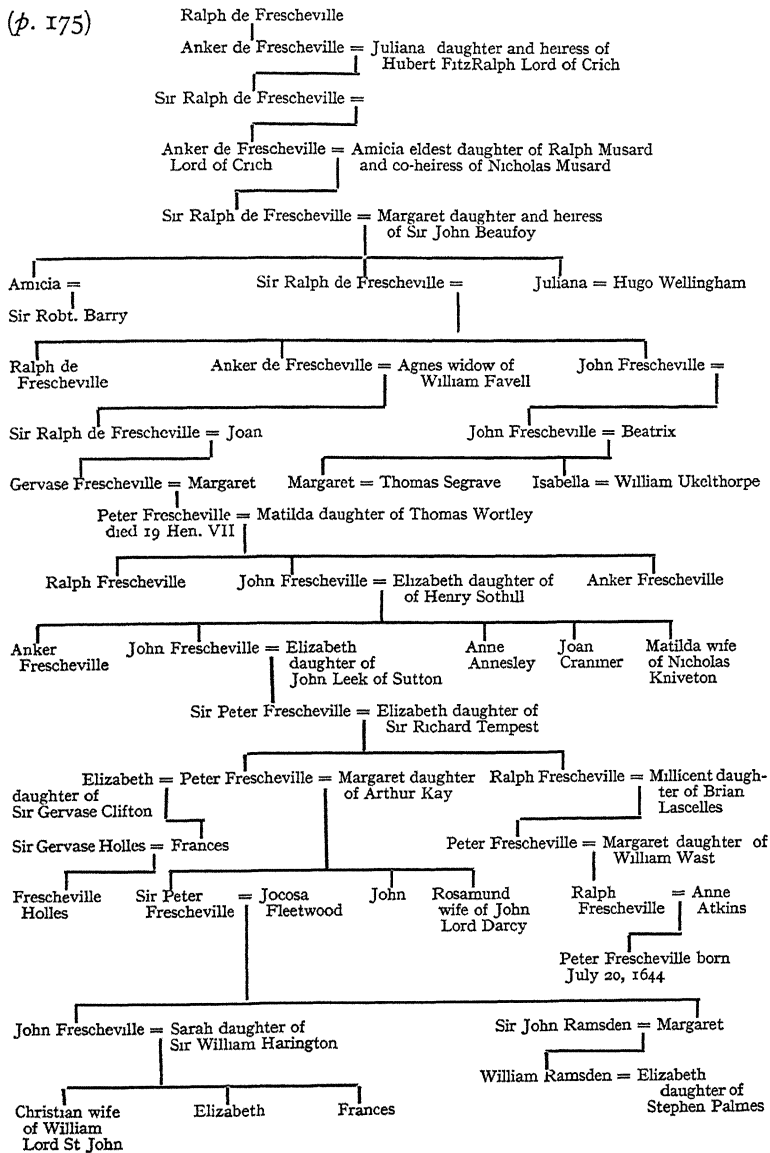 (p. 175)
Ralph de Frescheville
Anker de Frescheville = Juliana daughter and heiress of
Hubert FitzRalph Lord of Crich
Sir Ralph de Frescheville =
Anker de Frescheville = Amicia eldest daughter of Ralph Musard
Lord of Crich and co-heiress of Nicholas Musard
Sir Ralph de Frescheville = Margaret daughter and heiress
of Sir John Beaufoy
Amicia = Sir Ralph de Frescheville = Juliana = Hugo Wellingham
Sir Robt. Barry
Ralph de Anker de Frescheville = Agnes widow of John Frescheville =
Frescheville William Favell
Sir Ralph de Frescheville = Joan John Frescheville = Beatrix
Gervase Frescheville = Margaret Margaret = Thomas Segrave Isabella = William Ukelthorpe
Peter Frescheville = Matilda daughter of Thomas Wortley
died 19 Hen. VII
Ralph Frescheville John Frescheville = Elizabeth daughter of Anker Frescheville
of Henry Sothill
Anker John Frescheville = Elizabeth Anne Joan Matilda wife
Frescheville daughter of Annesley Cranmer of Nicholas
John Leek of Sutton Kniveton
Sir Peter Frescheville = Elizabeth daughter of
Sir Richard Tempest
Elizabeth = Peter Frescheville = Margaret daughter Ralph Frescheville = Millicent daugh-
daughter of of Arthur Kay ter of Brian
Sir Gervase Clifton Lascelles
Sir Gervase Holles = Frances Peter Frescheville = Margaret daughter of
William Wast
Frescheville Sir Peter = Jocosa John Rosamund Ralph = Anne
Holles Frescheville Fleetwood wife of John Frescheville Atkins
Lord Darcy
Peter Frescheville born
July 20, 1644
John Frescheville = Sarah daughter of Sir John Ramsden = Margaret
Sir William Harington
William Ramsden = Elizabeth
daughter of
Stephen Palmes
Christian wife Elizabeth Frances
of William
Lord St John